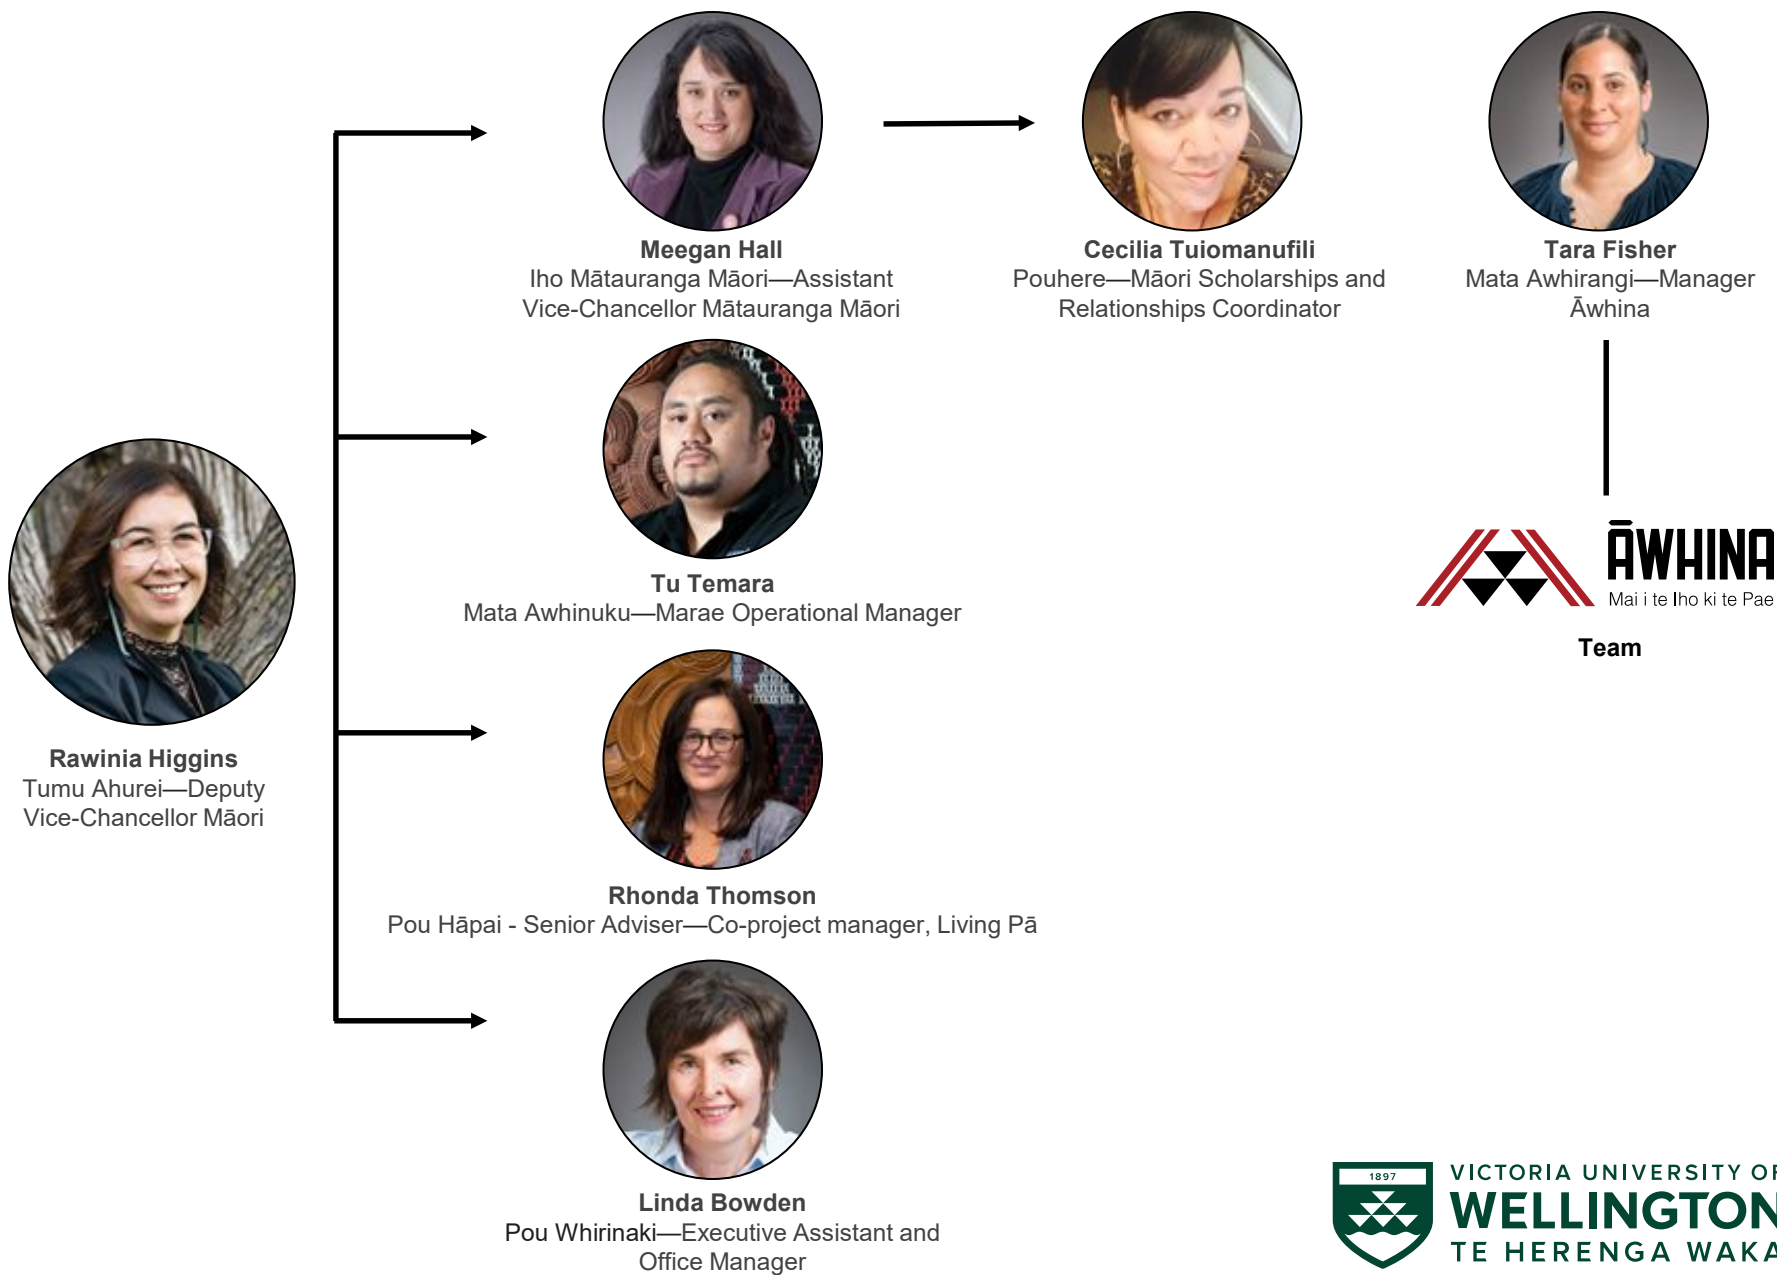 Meegan Hall
Iho Mātauranga Māori—Assistant
Vice-Chancellor Mātauranga Māori
Cecilia Tuiomanufili
Pouhere—Māori Scholarships and
Relationships Coordinator
Tara Fisher
Mata Awhirangi—Manager
Āwhina
Tu Temara
Mata Awhinuku—Marae Operational Manager
ĀWHINA
Mai i te Iho ki te Pae
Team
Rawinia Higgins
Tumu Ahurei—Deputy
Vice-Chancellor Māori
Rhonda Thomson
Pou Hāpai - Senior Adviser—Co-project manager, Living Pā
Linda Bowden
Pou Whirinaki—Executive Assistant and
Office Manager
1897
VICTORIA UNIVERSITY OF
WELLINGTON
TE HERENGA WAKA